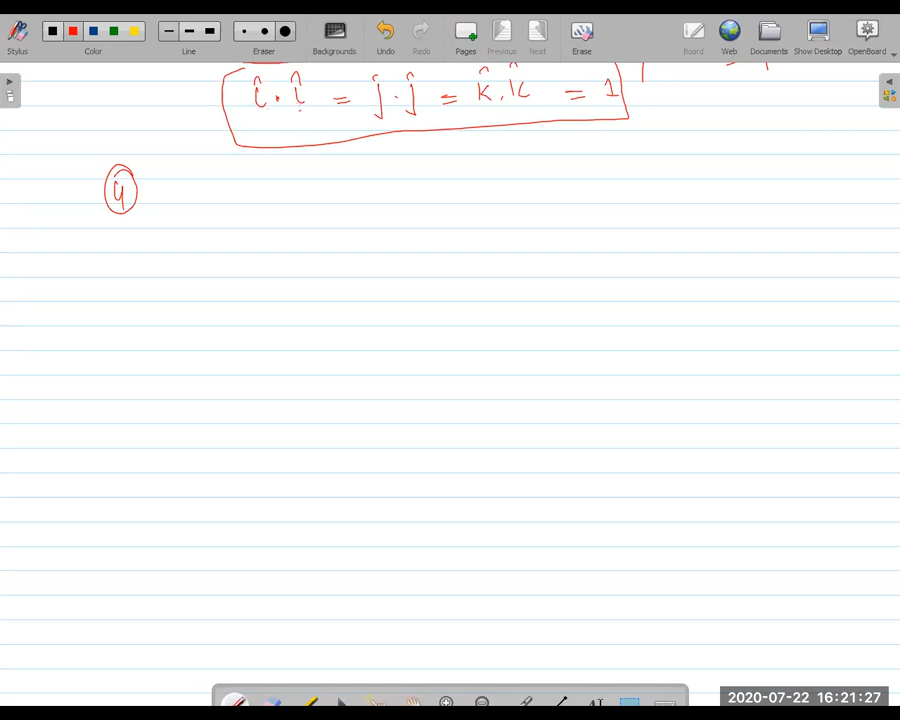 Stylus
Color
Line
Eraser
Backgrounds
Undo
Redo
Pages
Previous
Next
Erase
Board
Web
Documents
Show Desktop
OpenBoard
î · î = ĵ · ĵ = k̂ . k̂ = 1
4
2020-07-22 16:21:27